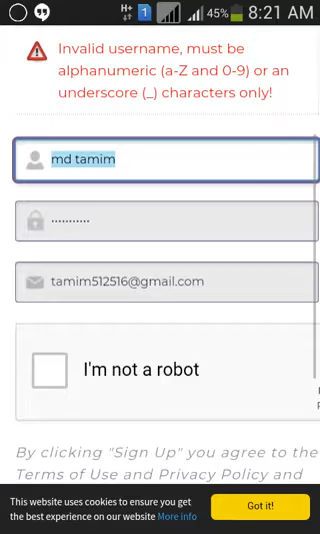 H+ 1 45% 8:21 AM
Invalid username, must be
alphanumeric (a-Z and 0-9) or an
underscore (_) characters only!
md tamim
...........
tamim512516@gmail.com
I'm not a robot
By clicking "Sign Up" you agree to the
Terms of Use and Privacy Policy and
This website uses cookies to ensure you get
the best experience on our website More info
Got it!